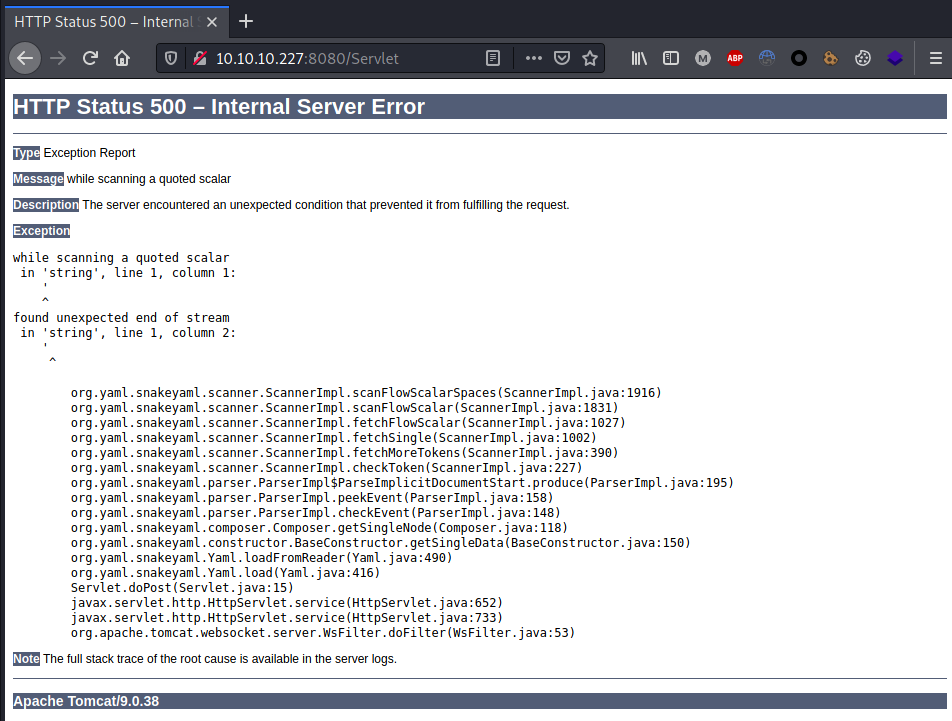 HTTP Status 500 – Internal
10.10.10.227:8080/Servlet
M
ABP
HTTP Status 500 – Internal Server Error
Type Exception Report
Message while scanning a quoted scalar
Description The server encountered an unexpected condition that prevented it from fulfilling the request.
Exception
while scanning a quoted scalar
 in 'string', line 1, column 1:
    '
    ^
found unexpected end of stream
 in 'string', line 1, column 2:
    '
     ^
	org.yaml.snakeyaml.scanner.ScannerImpl.scanFlowScalarSpaces(ScannerImpl.java:1916)
	org.yaml.snakeyaml.scanner.ScannerImpl.scanFlowScalar(ScannerImpl.java:1831)
	org.yaml.snakeyaml.scanner.ScannerImpl.fetchFlowScalar(ScannerImpl.java:1027)
	org.yaml.snakeyaml.scanner.ScannerImpl.fetchSingle(ScannerImpl.java:1002)
	org.yaml.snakeyaml.scanner.ScannerImpl.fetchMoreTokens(ScannerImpl.java:390)
	org.yaml.snakeyaml.scanner.ScannerImpl.checkToken(ScannerImpl.java:227)
	org.yaml.snakeyaml.parser.ParserImpl$ParseImplicitDocumentStart.produce(ParserImpl.java:195)
	org.yaml.snakeyaml.parser.ParserImpl.peekEvent(ParserImpl.java:158)
	org.yaml.snakeyaml.parser.ParserImpl.checkEvent(ParserImpl.java:148)
	org.yaml.snakeyaml.composer.Composer.getSingleNode(Composer.java:118)
	org.yaml.snakeyaml.constructor.BaseConstructor.getSingleData(BaseConstructor.java:150)
	org.yaml.snakeyaml.Yaml.loadFromReader(Yaml.java:490)
	org.yaml.snakeyaml.Yaml.load(Yaml.java:416)
	Servlet.doPost(Servlet.java:15)
	javax.servlet.http.HttpServlet.service(HttpServlet.java:652)
	javax.servlet.http.HttpServlet.service(HttpServlet.java:733)
	org.apache.tomcat.websocket.server.WsFilter.doFilter(WsFilter.java:53)
Note The full stack trace of the root cause is available in the server logs.
Apache Tomcat/9.0.38